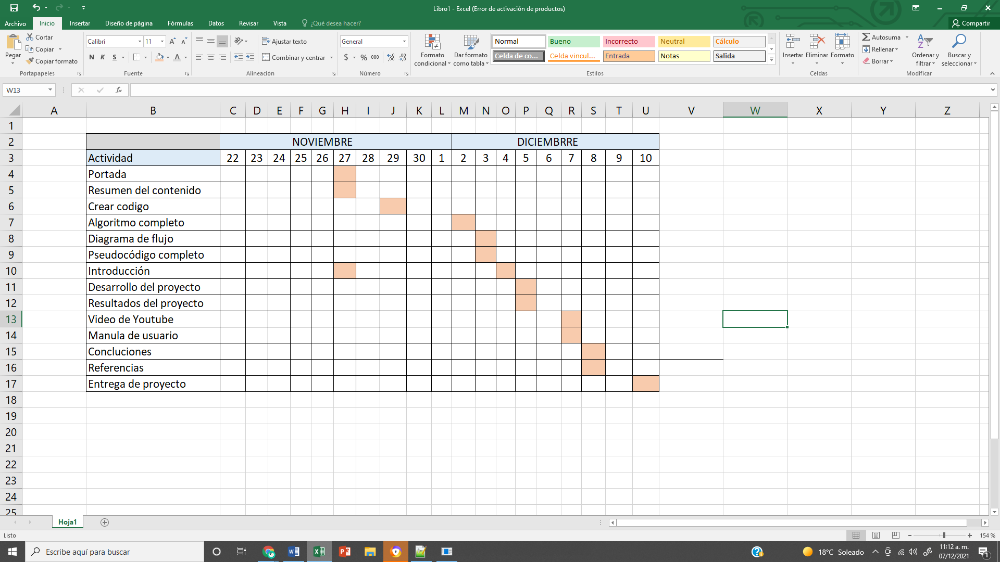 Libro1 - Excel (Error de activación de productos)
Archivo Inicio Insertar Diseño de página Fórmulas Datos Revisar Vista ¿Qué desea hacer? Compartir
Pegar Cortar Copiar Copiar formato
Calibri 11 N K S A
Ajustar texto
Combinar y centrar
General
$ % 000
Formato condicional
Dar formato como tabla
Normal Bueno Incorrecto Neutral Cálculo
Celda de co... Celda vincul... Entrada Notas Salida
Insertar Eliminar Formato
Autosuma
Rellenar
Borrar
Ordenar y filtrar
Buscar y seleccionar
Portapapeles Fuente Alineación Número Estilos Celdas Modificar
W13 fx
A B C D E F G H I J K L M N O P Q R S T U V W X Y Z
1
2 NOVIEMBRE DICIEMBRRE
3 Actividad 22 23 24 25 26 27 28 29 30 1 2 3 4 5 6 7 8 9 10
4 Portada
5 Resumen del contenido
6 Crear codigo
7 Algoritmo completo
8 Diagrama de flujo
9 Pseudocódigo completo
10 Introducción
11 Desarrollo del proyecto
12 Resultados del proyecto
13 Video de Youtube
14 Manula de usuario
15 Concluciones
16 Referencias
17 Entrega de proyecto
18
19
20
21
22
23
24
25
Hoja1
Listo 154 %
Escribe aquí para buscar
18°C Soleado
11:12 a. m.
07/12/2021
1